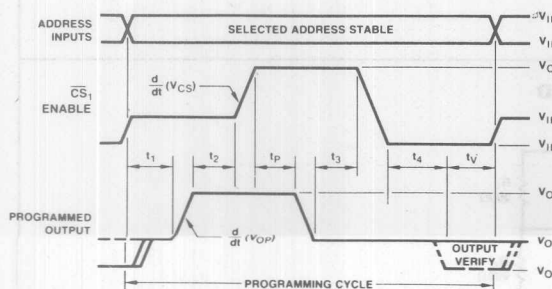 ADDRESS
INPUTS
SELECTED ADDRESS STABLE
CS1
ENABLE
d
dt
(VCS)
t1
t2
tP
t3
t4
tV
PROGRAMMED
OUTPUT
d
dt
(VOP)
OUTPUT
VERIFY
PROGRAMMING CYCLE